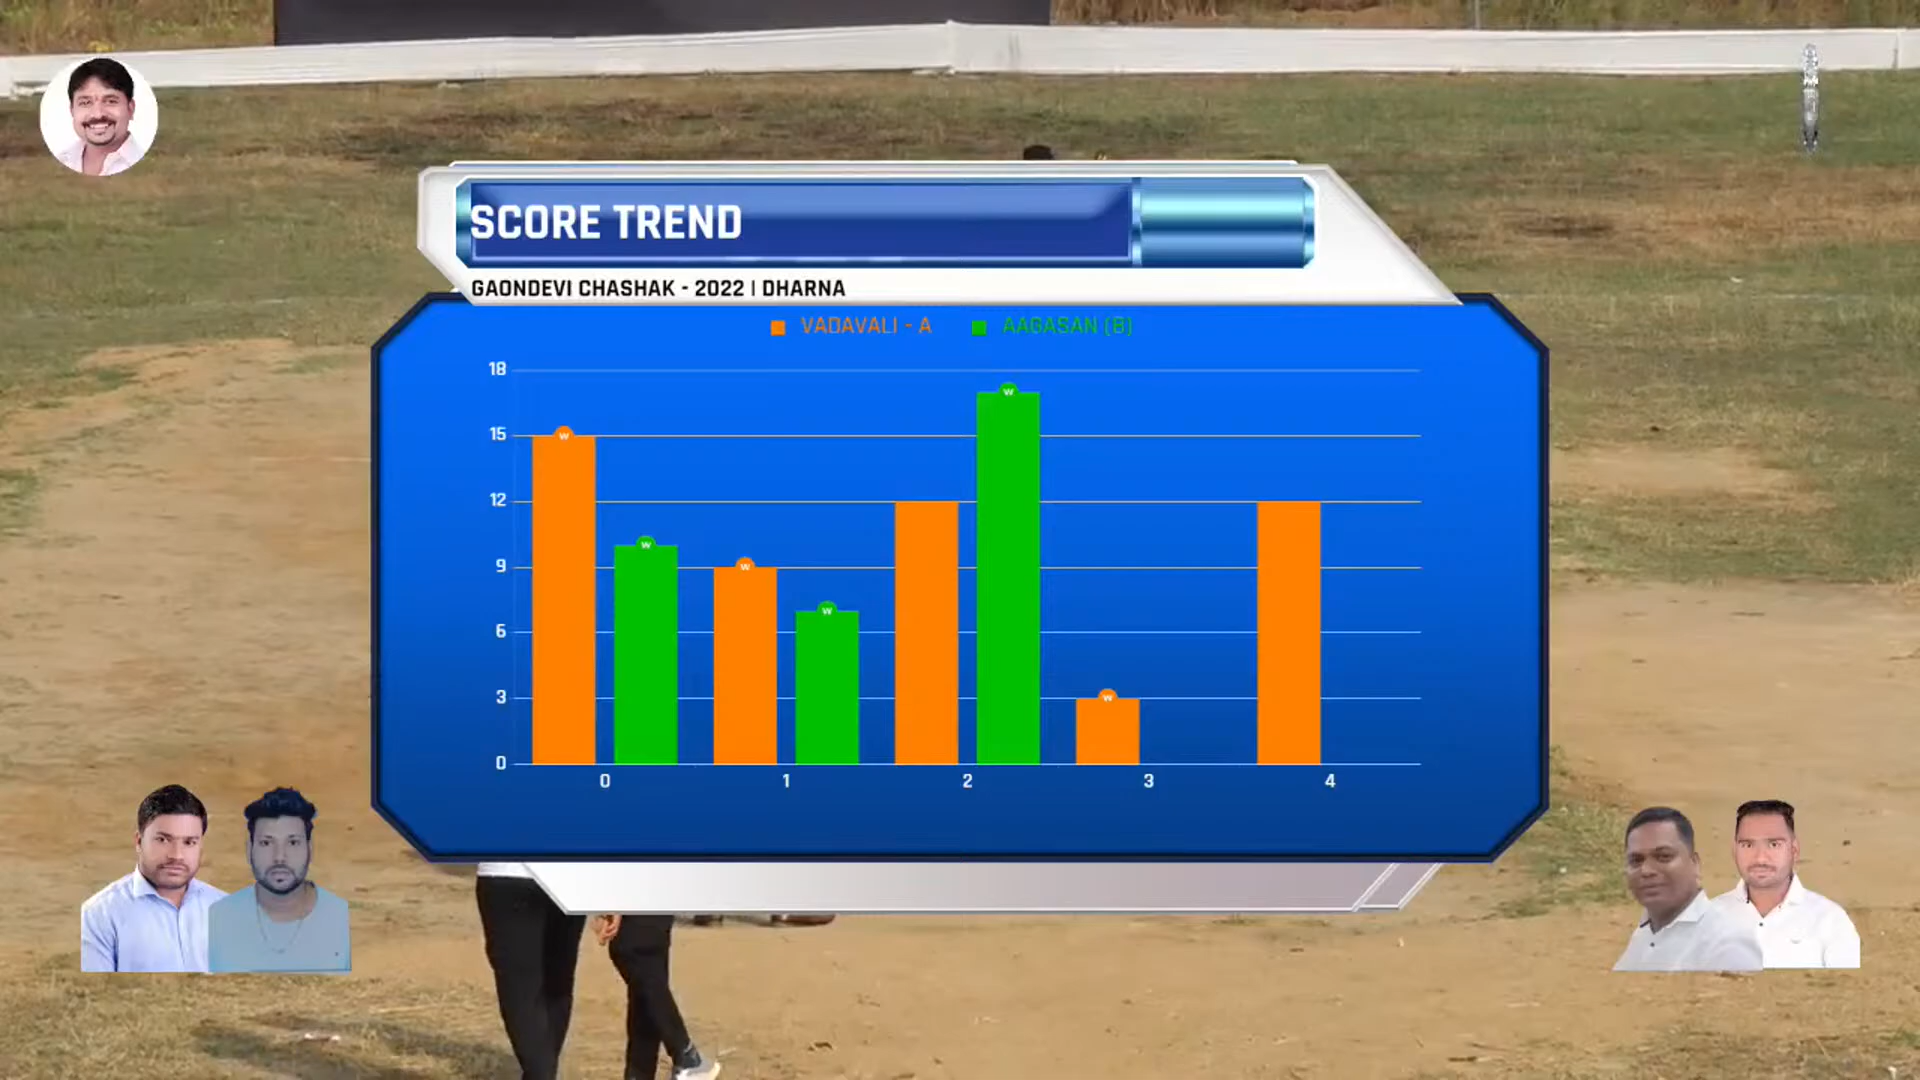 SCORE TREND
GAONDEVI CHASHAK - 2022 | DHARNA
VADAVALI - A AAGASAN (B)
18
15
12
9
6
3
0
0 1 2 3 4
W
W
W
W
W
W